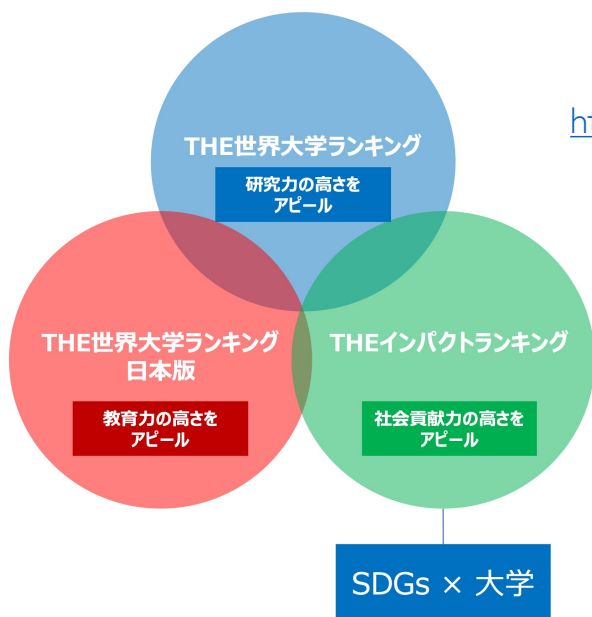 THE世界大学ランキング
研究力の高さを
アピール
THE世界大学ランキング
日本版
教育力の高さを
アピール
THEインパクトランキング
社会貢献力の高さを
アピール
SDGs × 大学